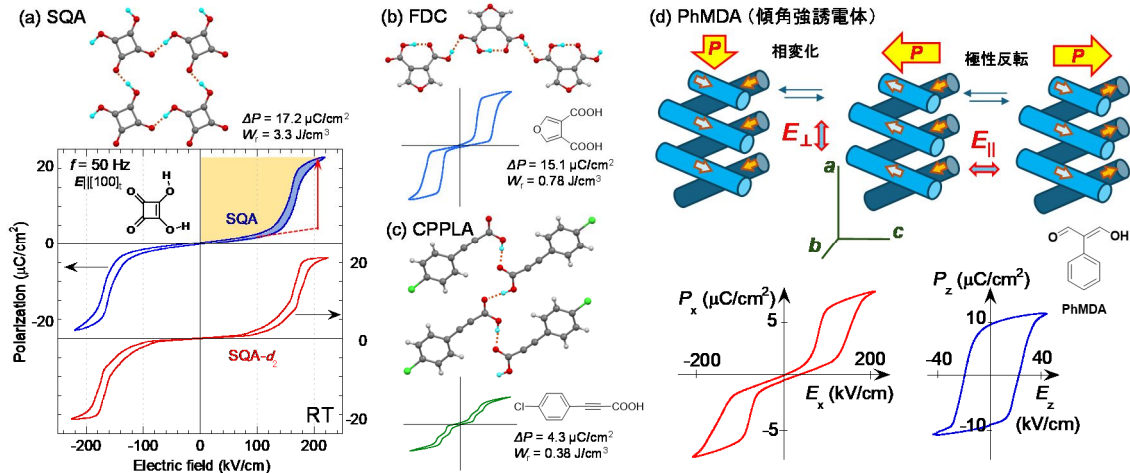 (a) SQA
ΔP = 17.2 μC/cm²
Wr = 3.3 J/cm³
f = 50 Hz
E||[100]t
O
O
O
H
O
H
SQA
SQA-d₂
RT
Polarization (μC/cm²)
20
0
-20
20
0
-20
-200
-100
0
100
200
Electric field (kV/cm)
(b) FDC
O
COOH
COOH
ΔP = 15.1 μC/cm²
Wr = 0.78 J/cm³
(c) CPPLA
Cl
COOH
ΔP = 4.3 μC/cm²
Wr = 0.38 J/cm³
(d) PhMDA（傾角強誘電体）
P
相変化
P
極性反転
P
E⊥
E||
a
b
c
O
OH
PhMDA
Px (μC/cm²)
5
-200
200
Ex (kV/cm)
-5
Pz (μC/cm²)
10
-40
40
Ez
(kV/cm)
-10